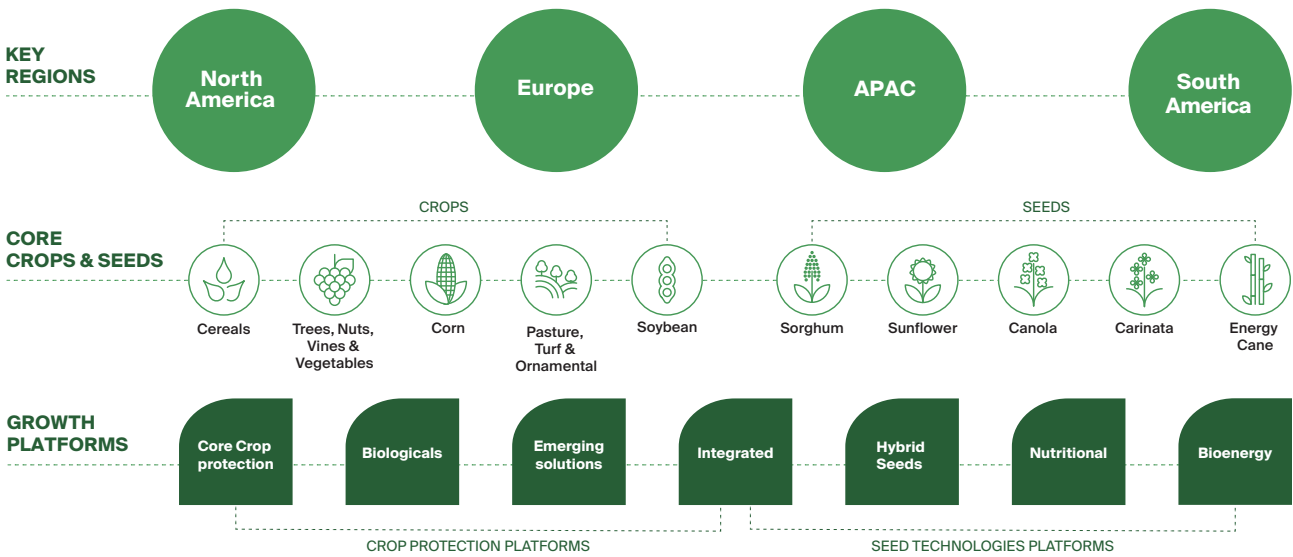 KEY
REGIONS
North
America
Europe
APAC
South
America
CROPS
SEEDS
CORE
CROPS & SEEDS
Cereals
Trees, Nuts,
Vines &
Vegetables
Corn
Pasture,
Turf &
Ornamental
Soybean
Sorghum
Sunflower
Canola
Carinata
Energy
Cane
GROWTH
PLATFORMS
Core Crop
protection
Biologicals
Emerging
solutions
Integrated
Hybrid
Seeds
Nutritional
Bioenergy
CROP PROTECTION PLATFORMS
SEED TECHNOLOGIES PLATFORMS